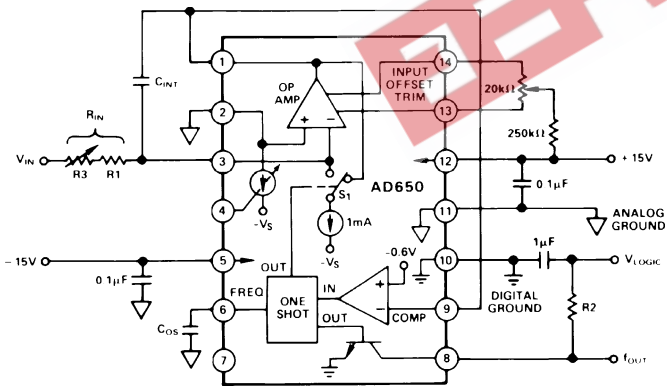 1
14
INPUT
OFFSET
TRIM
OP
AMP
20kΩ
CINT
2
13
+
−
250kΩ
RIN
VIN
R3
R1
3
12
+ 15V
S1
AD650
0 1μF
4
1mA
11
-VS
-VS
ANALOG
GROUND
1μF
-0.6V
- 15V
5
10
VLOGIC
OUT
0 1μF
FREQ
ONE
SHOT
IN
OUT
+
−
COMP
DIGITAL
GROUND
R2
6
9
COS
7
8
fOUT